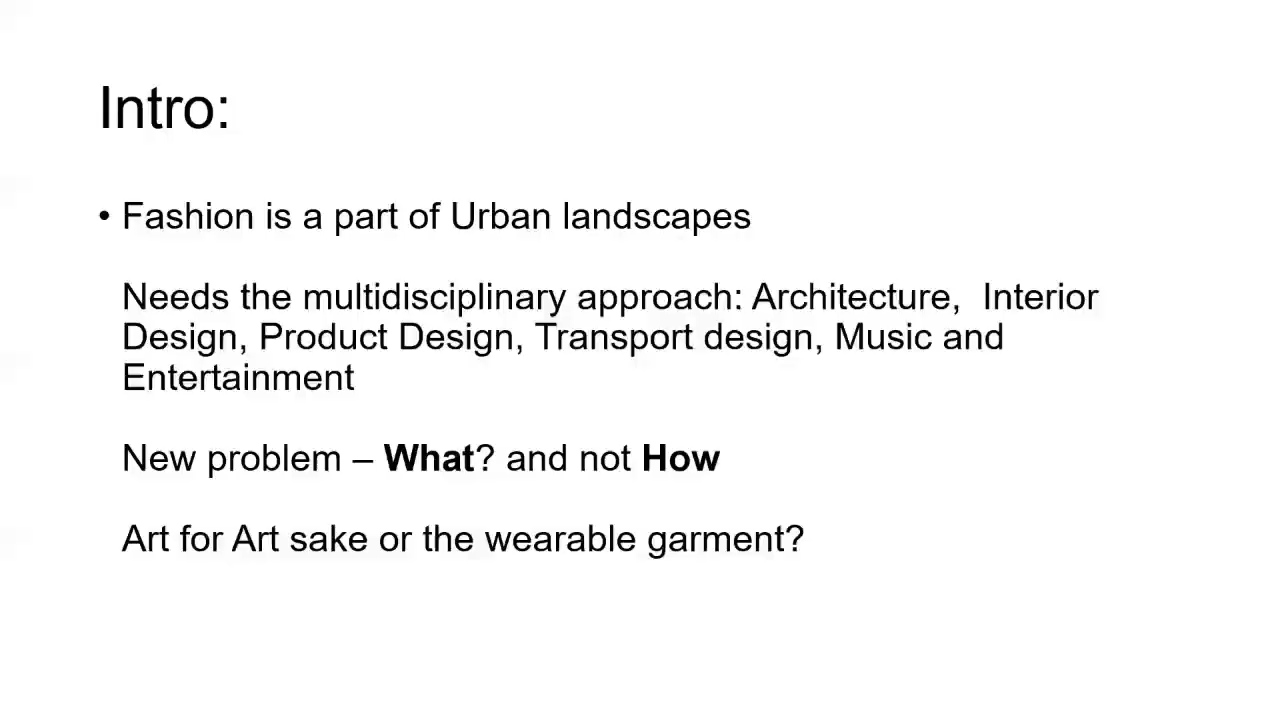 Intro:
• Fashion is a part of Urban landscapes
Needs the multidisciplinary approach: Architecture,  Interior
Design, Product Design, Transport design, Music and
Entertainment
New problem – What? and not How
Art for Art sake or the wearable garment?